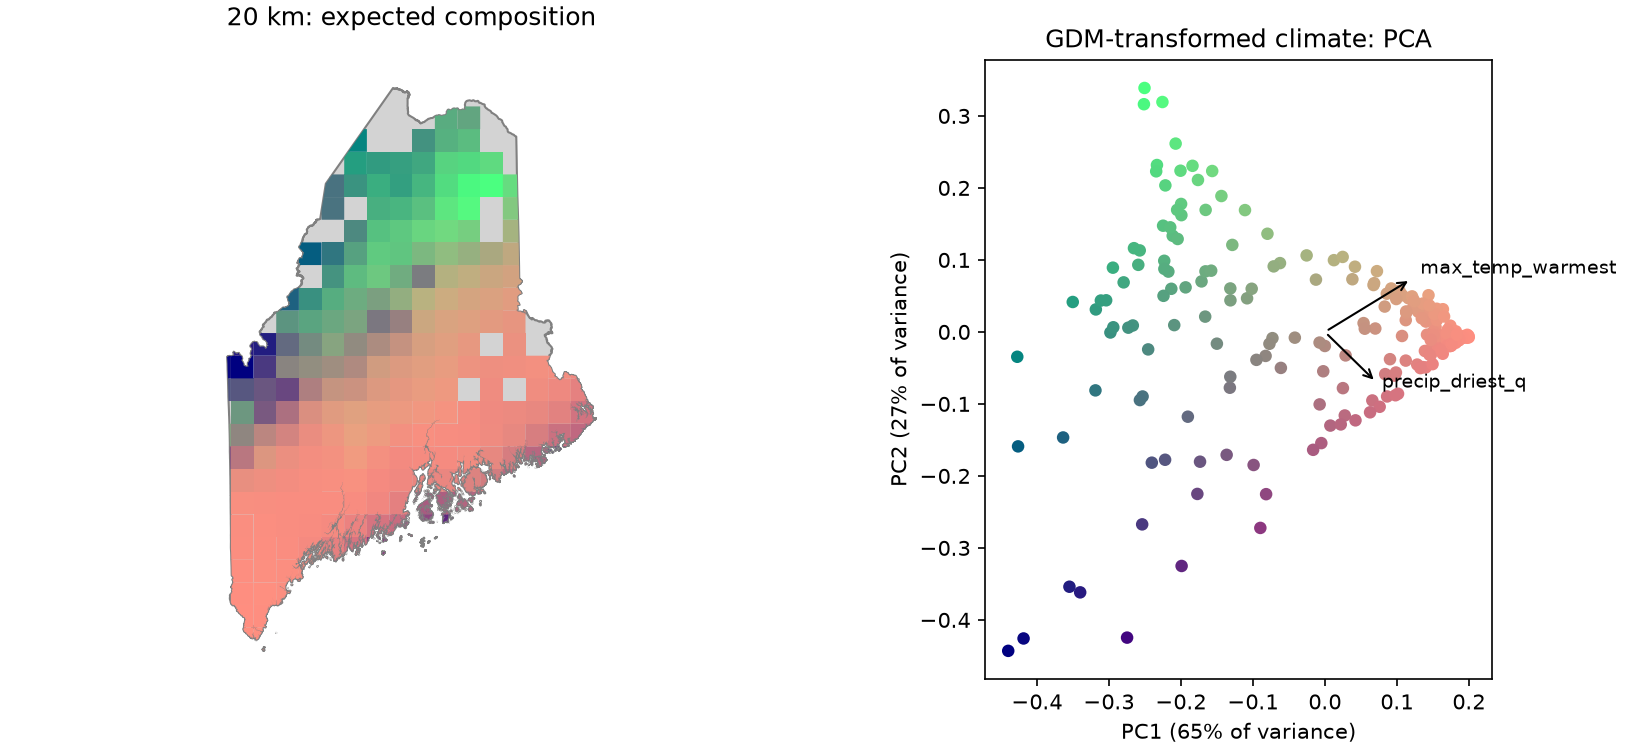 20 km: expected composition
GDM-transformed climate: PCA
PC2 (27% of variance)
0.3
0.2
0.1
0.0
−0.1
−0.2
−0.3
−0.4
max_temp_warmest
precip_driest_q
−0.4
−0.3
−0.2
−0.1
0.0
0.1
0.2
PC1 (65% of variance)